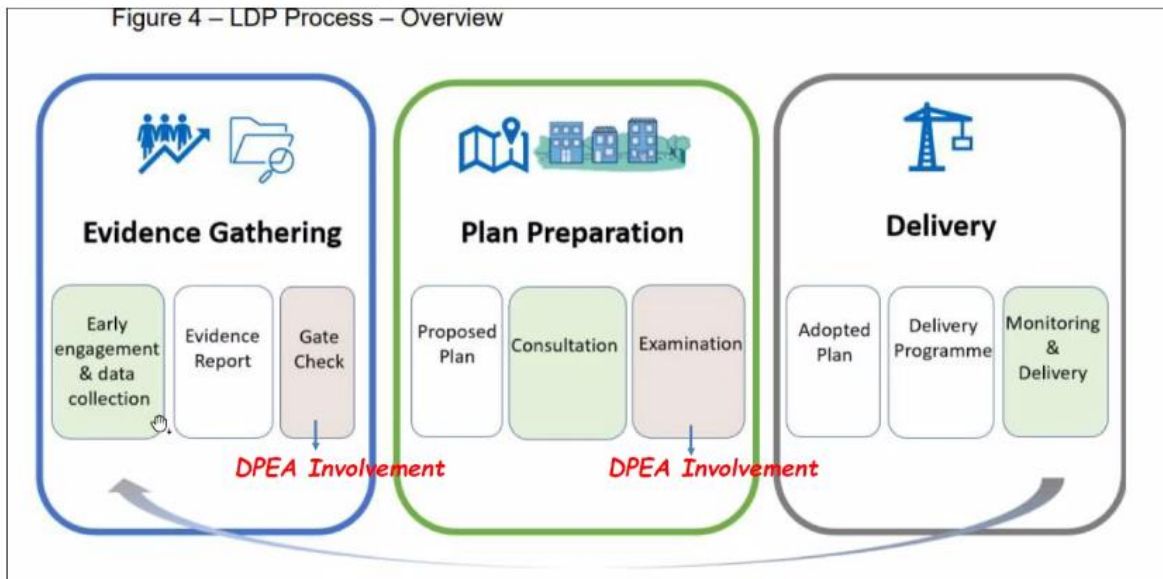 Figure 4 – LDP Process – Overview
Evidence Gathering
Early
engagement
& data
collection
Evidence
Report
Gate
Check
DPEA Involvement
Plan Preparation
Proposed
Plan
Consultation
Examination
DPEA Involvement
Delivery
Adopted
Plan
Delivery
Programme
Monitoring
&
Delivery